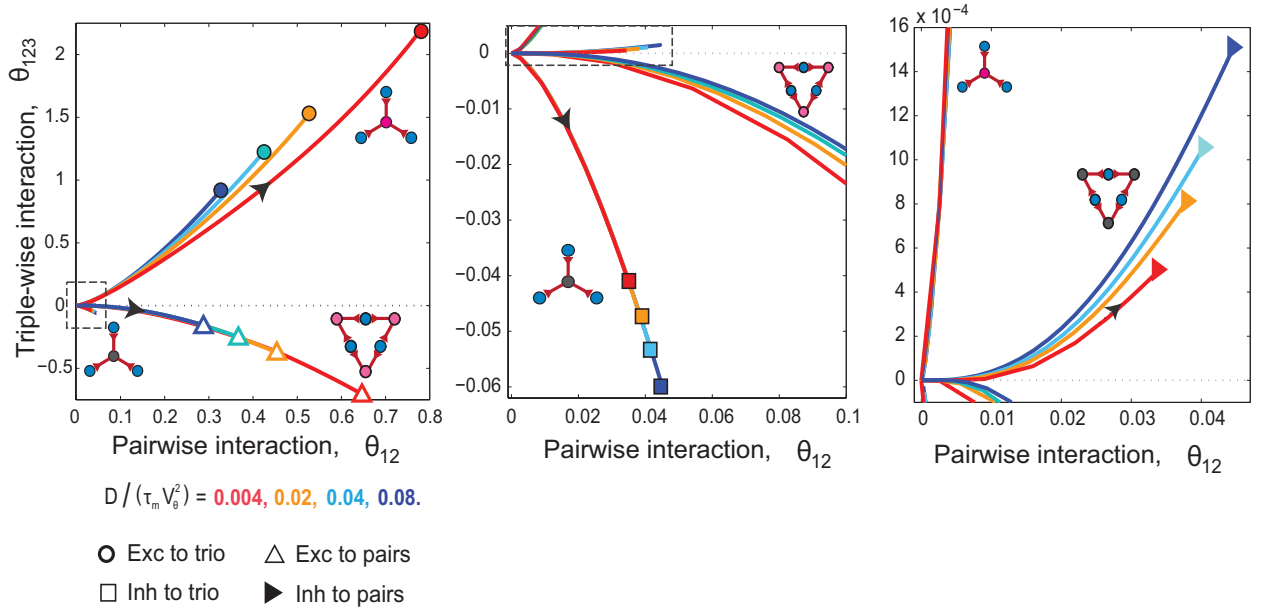 Triple-wise interaction, θ123
2
1.5
1
0.5
0
−0.5
0 0.1 0.2 0.3 0.4 0.5 0.6 0.7 0.8
Pairwise interaction, θ12
0
−0.01
−0.02
−0.03
−0.04
−0.05
−0.06
0 0.02 0.04 0.06 0.08 0.1
Pairwise interaction, θ12
16 x 10-4
14
12
10
8
6
4
2
0
0 0.01 0.02 0.03 0.04
Pairwise interaction, θ12
D / (τm Vθ2) = 0.004, 0.02, 0.04, 0.08.
Exc to trio Exc to pairs
Inh to trio Inh to pairs